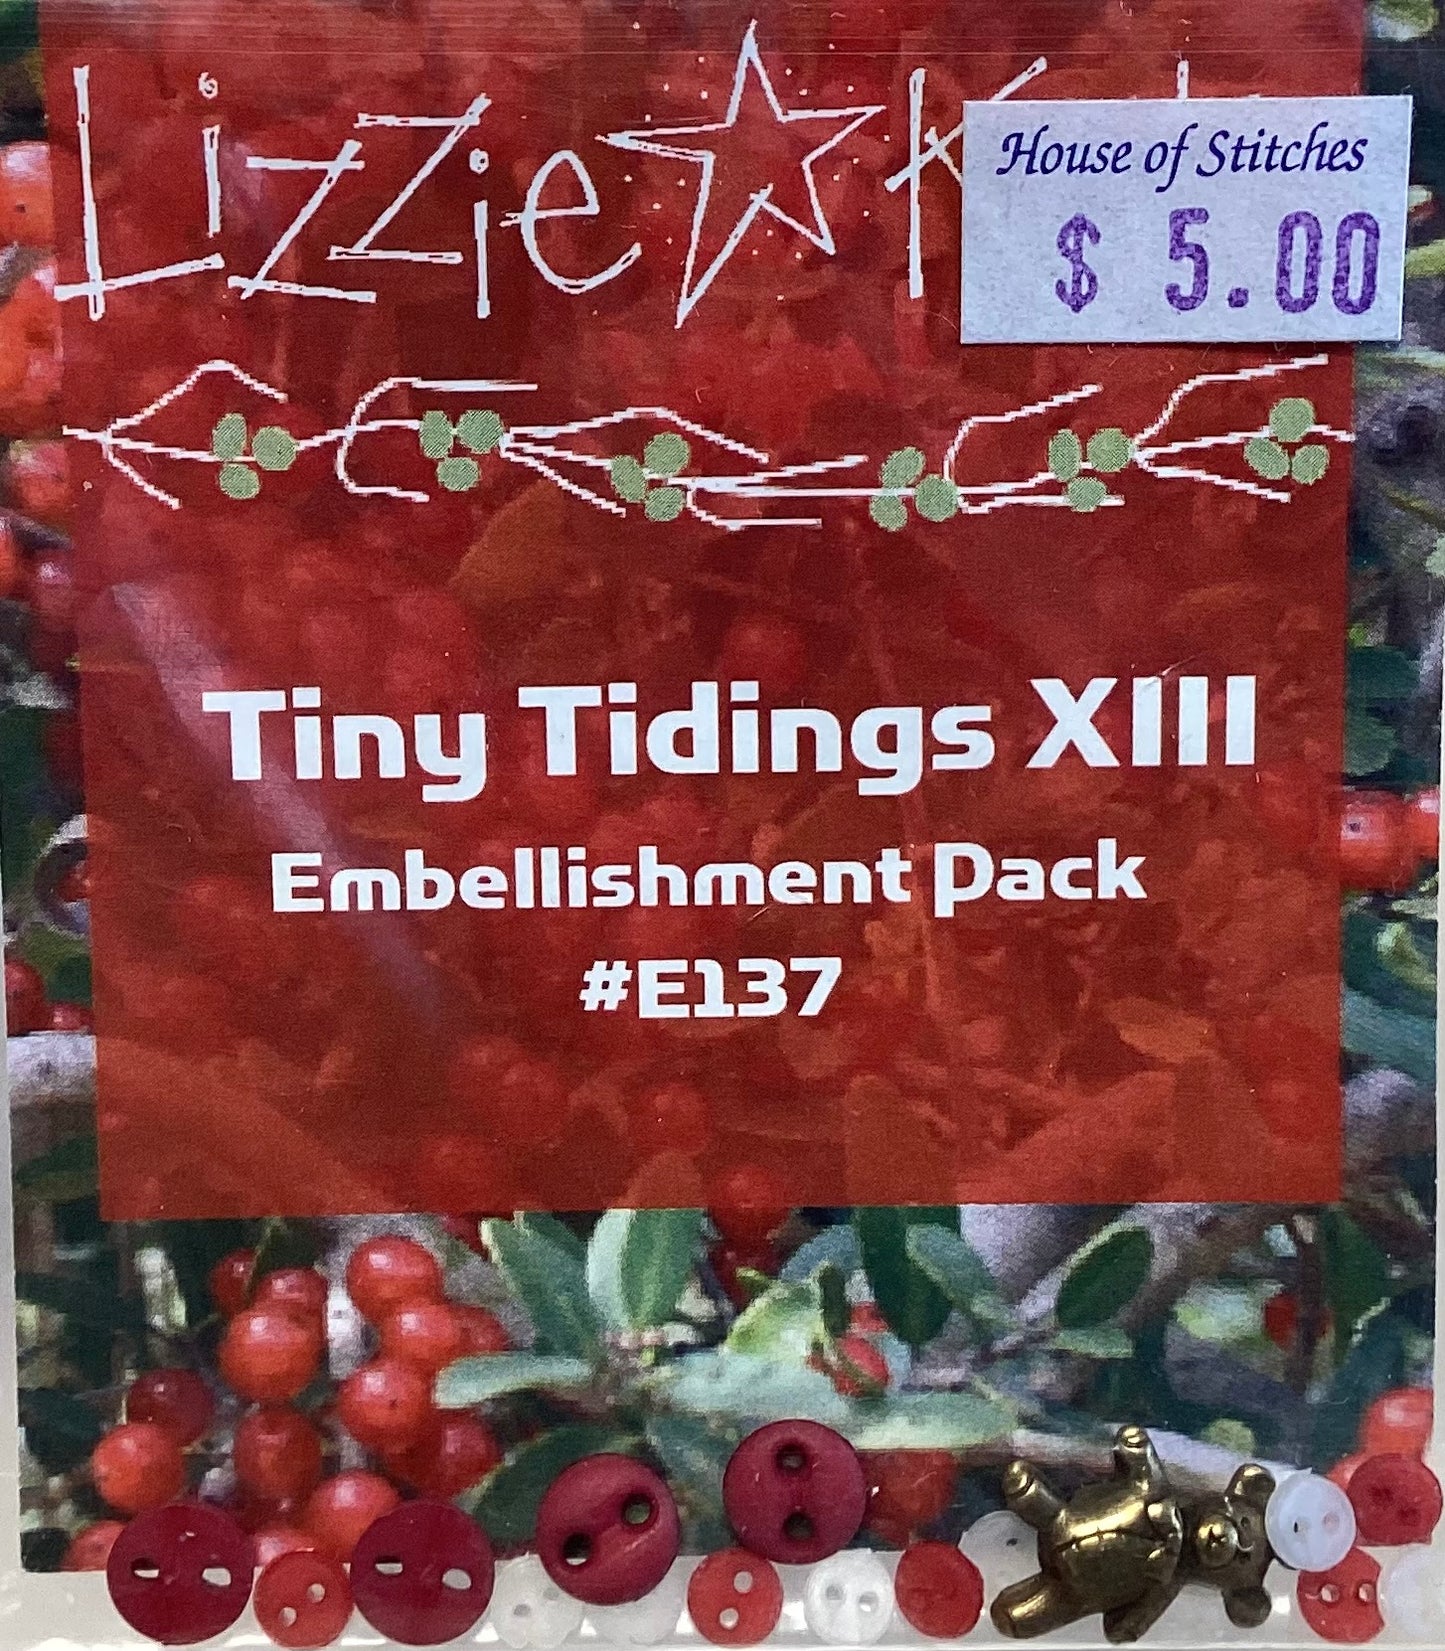 Lizzie K
House of Stitches
$ 5.00
Tiny Tidings XIII
Embellishment Pack
#E137